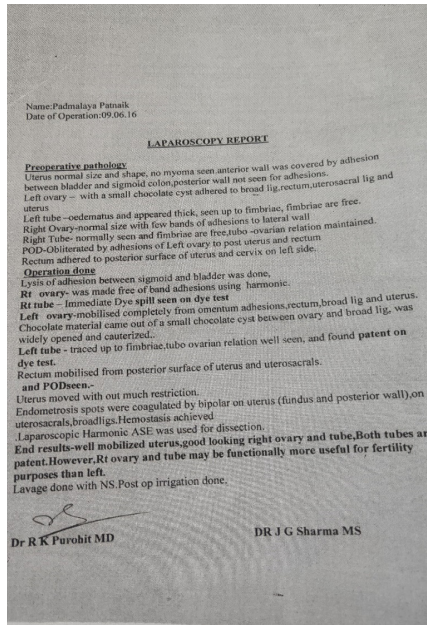 Name:Padmalaya Patnaik
Date of Operation:09.06.16
LAPAROSCOPY REPORT
Preoperative pathology
Uterus normal size and shape, no myoma seen.anterior wall was covered by adhesion
between bladder and sigmoid colon,posterior wall not seen for adhesions.
Left ovary – with a small chocolate cyst adhered to broad lig,rectum,uterosacral lig and
uterus
Left tube –oedematus and appeared thick, seen up to fimbriae, fimbriae are free.
Right Ovary-normal size with few bands of adhesions to lateral wall
Right Tube- normally seen and fimbriae are free,tubo -ovarian relation maintained.
POD-Obliterated by adhesions of Left ovary to post uterus and rectum
Rectum adhered to posterior surface of uterus and cervix on left side.
Operation done
Lysis of adhesion between sigmoid and bladder was done,
Rt ovary- was made free of band adhesions using harmonic.
Rt tube – Immediate Dye spill seen on dye test
Left ovary-mobilised completely from omentum adhesions,rectum,broad lig and uterus.
Chocolate material came out of a small chocolate cyst between ovary and broad lig, was
widely opened and cauterized..
Left tube - traced up to fimbriae,tubo ovarian relation well seen, and found patent on
dye test.
Rectum mobilised from posterior surface of uterus and uterosacrals.
and PODseen.-
Uterus moved with out much restriction.
Endometrosis spots were coagulated by bipolar on uterus (fundus and posterior wall),on
uterosacrals,broadligs.Hemostasis achieved
.Laparoscopic Harmonic ASE was used for dissection.
End results-well mobilized uterus,good looking right ovary and tube,Both tubes ar
patent.However,Rt ovary and tube may be functionally more useful for fertility
purposes than left.
Lavage done with NS.Post op irrigation done.
Dr R K Purohit MD
DR J G Sharma MS